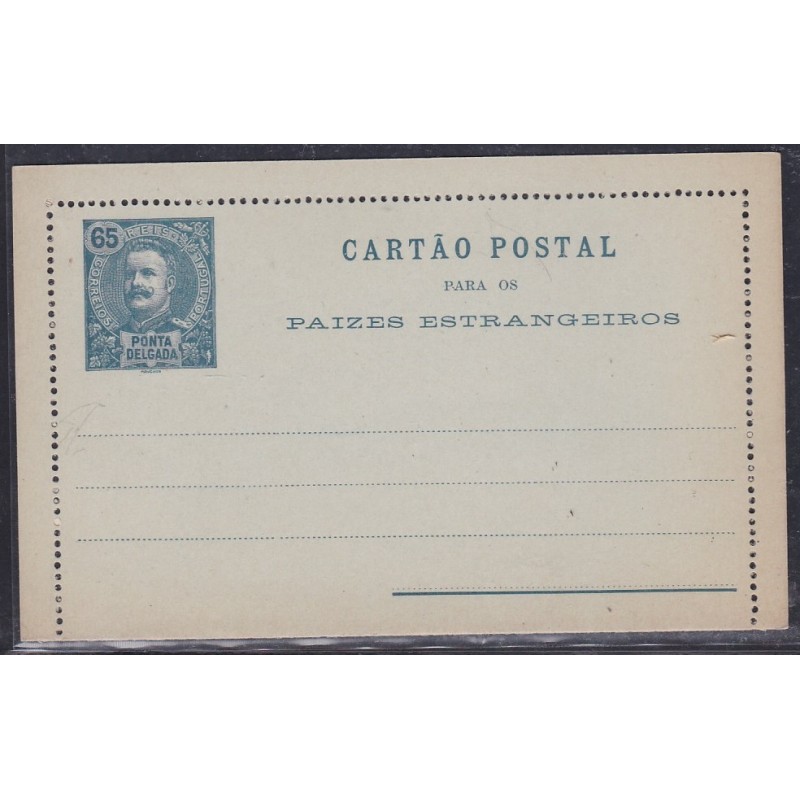 65
REIS
CORREIOS
PORTUGAL
PONTA
DELGADA
CARTÃO POSTAL
PARA OS
PAIZES ESTRANGEIROS